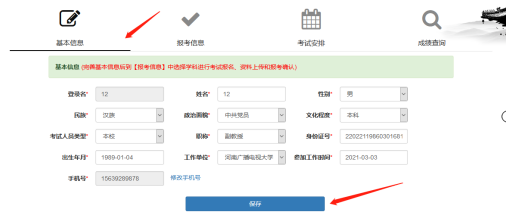 基本信息 报考信息 考试安排 成绩查询
基本信息 (完善基本信息后到【报考信息】中选择学科进行考试报名、资料上传和报考确认)
登录名* 12 姓名* 12 性别* 男
民族* 汉族 政治面貌* 中共党员 文化程度* 本科
考试人员类型* 本校 职称* 副教授 身份证号* 22022119860301681
出生年月* 1989-01-04 工作单位* 河南广播电视大学 参加工作时间* 2021-03-03
手机号* 15639289878 修改手机号
保存